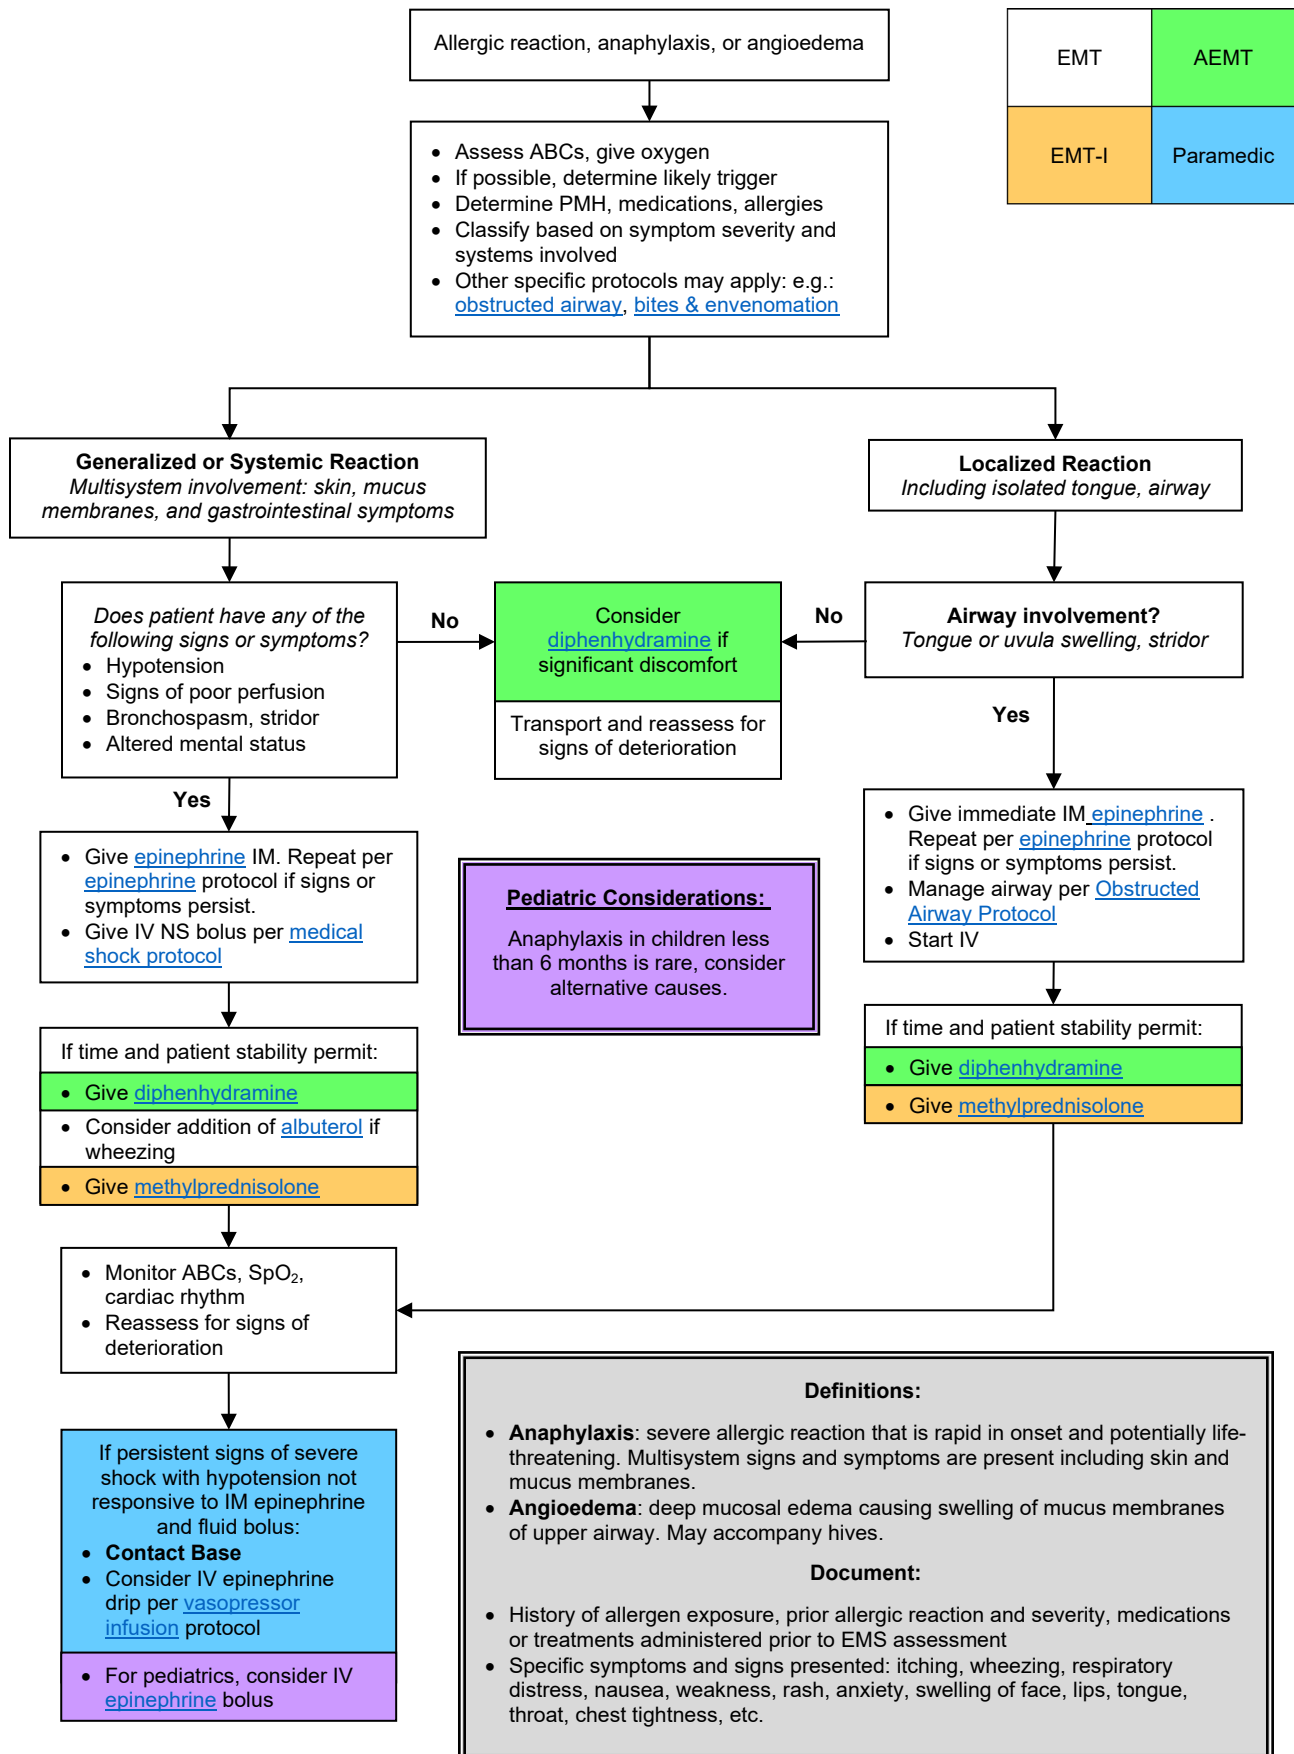 Allergic reaction, anaphylaxis, or angioedema
EMT
AEMT
EMT-I
Paramedic
• Assess ABCs, give oxygen
• If possible, determine likely trigger
• Determine PMH, medications, allergies
• Classify based on symptom severity and
systems involved
• Other specific protocols may apply: e.g.:
obstructed airway, bites & envenomation
Generalized or Systemic Reaction
Multisystem involvement: skin, mucus
membranes, and gastrointestinal symptoms
Localized Reaction
Including isolated tongue, airway
Does patient have any of the
following signs or symptoms?
• Hypotension
• Signs of poor perfusion
• Bronchospasm, stridor
• Altered mental status
No
Consider
diphenhydramine if
significant discomfort
Transport and reassess for
signs of deterioration
No
Airway involvement?
Tongue or uvula swelling, stridor
Yes
Yes
• Give epinephrine IM. Repeat per
epinephrine protocol if signs or
symptoms persist.
• Give IV NS bolus per medical
shock protocol
Pediatric Considerations:
Anaphylaxis in children less
than 6 months is rare, consider
alternative causes.
• Give immediate IM epinephrine .
Repeat per epinephrine protocol
if signs or symptoms persist.
• Manage airway per Obstructed
Airway Protocol
• Start IV
If time and patient stability permit:
• Give diphenhydramine
• Consider addition of albuterol if
wheezing
• Give methylprednisolone
If time and patient stability permit:
• Give diphenhydramine
• Give methylprednisolone
• Monitor ABCs, SpO₂,
cardiac rhythm
• Reassess for signs of
deterioration
If persistent signs of severe
shock with hypotension not
responsive to IM epinephrine
and fluid bolus:
• Contact Base
• Consider IV epinephrine
drip per vasopressor
infusion protocol
• For pediatrics, consider IV
epinephrine bolus
Definitions:
• Anaphylaxis: severe allergic reaction that is rapid in onset and potentially life-
threatening. Multisystem signs and symptoms are present including skin and
mucus membranes.
• Angioedema: deep mucosal edema causing swelling of mucus membranes
of upper airway. May accompany hives.
Document:
• History of allergen exposure, prior allergic reaction and severity, medications
or treatments administered prior to EMS assessment
• Specific symptoms and signs presented: itching, wheezing, respiratory
distress, nausea, weakness, rash, anxiety, swelling of face, lips, tongue,
throat, chest tightness, etc.